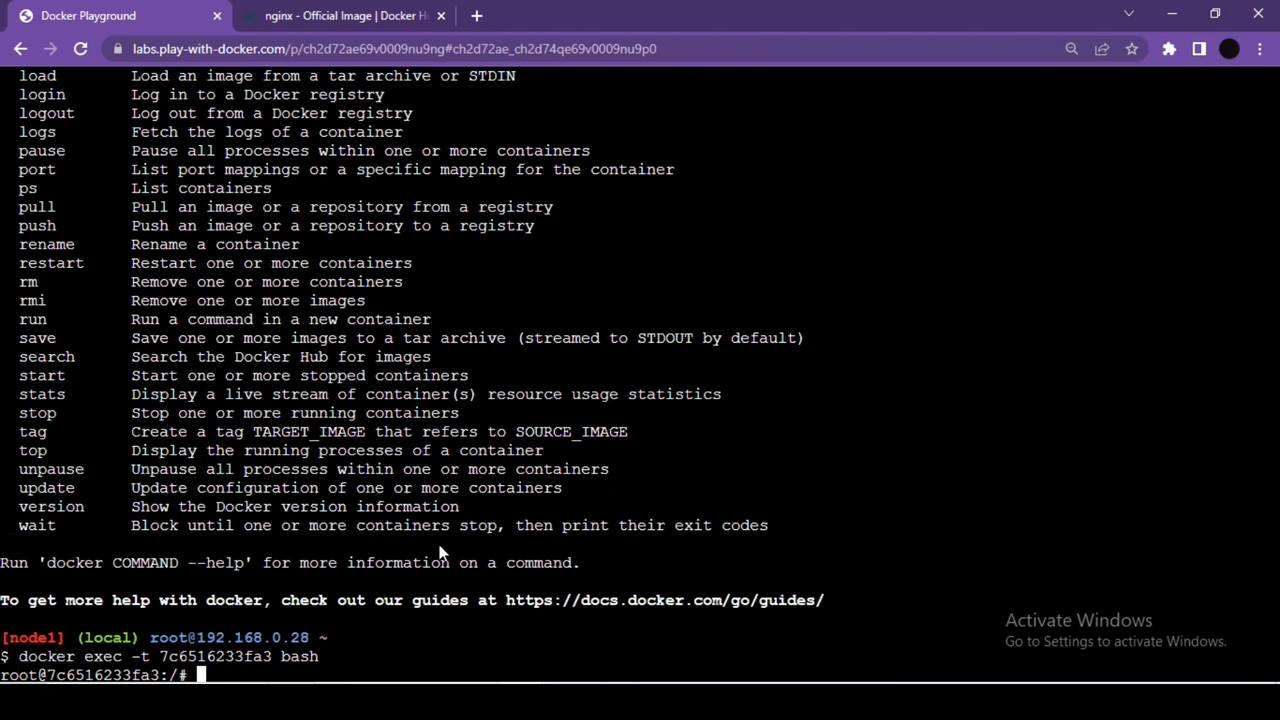 Docker Playground
nginx - Official Image | Docker H
labs.play-with-docker.com/p/ch2d72ae69v0009nu9ng#ch2d72ae_ch2d74qe69v0009nu9p0
load Load an image from a tar archive or STDIN
login Log in to a Docker registry
logout Log out from a Docker registry
logs Fetch the logs of a container
pause Pause all processes within one or more containers
port List port mappings or a specific mapping for the container
ps List containers
pull Pull an image or a repository from a registry
push Push an image or a repository to a registry
rename Rename a container
restart Restart one or more containers
rm Remove one or more containers
rmi Remove one or more images
run Run a command in a new container
save Save one or more images to a tar archive (streamed to STDOUT by default)
search Search the Docker Hub for images
start Start one or more stopped containers
stats Display a live stream of container(s) resource usage statistics
stop Stop one or more running containers
tag Create a tag TARGET_IMAGE that refers to SOURCE_IMAGE
top Display the running processes of a container
unpause Unpause all processes within one or more containers
update Update configuration of one or more containers
version Show the Docker version information
wait Block until one or more containers stop, then print their exit codes
Run 'docker COMMAND --help' for more information on a command.
To get more help with docker, check out our guides at https://docs.docker.com/go/guides/
[node1] (local) root@192.168.0.28 ~
$ docker exec -t 7c6516233fa3 bash
root@7c6516233fa3:/#
Activate Windows
Go to Settings to activate Windows.